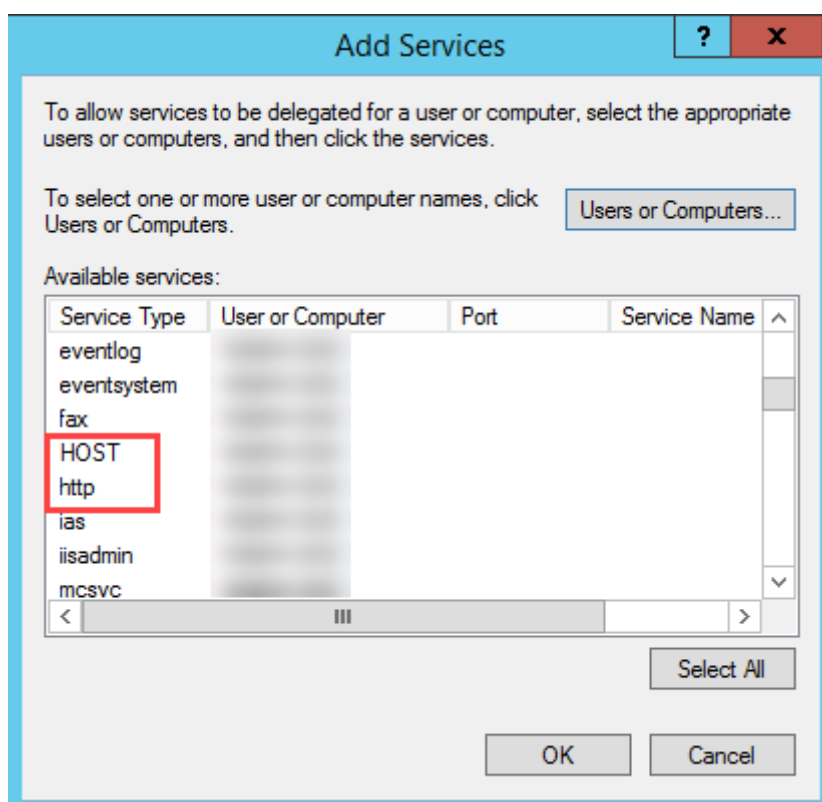 Add Services
?
x
To allow services to be delegated for a user or computer, select the appropriate
users or computers, and then click the services.
To select one or more user or computer names, click
Users or Computers.
Users or Computers...
Available services:
Service Type User or Computer Port Service Name
eventlog
eventsystem
fax
HOST
http
ias
iisadmin
mcsvc
Select All
OK Cancel